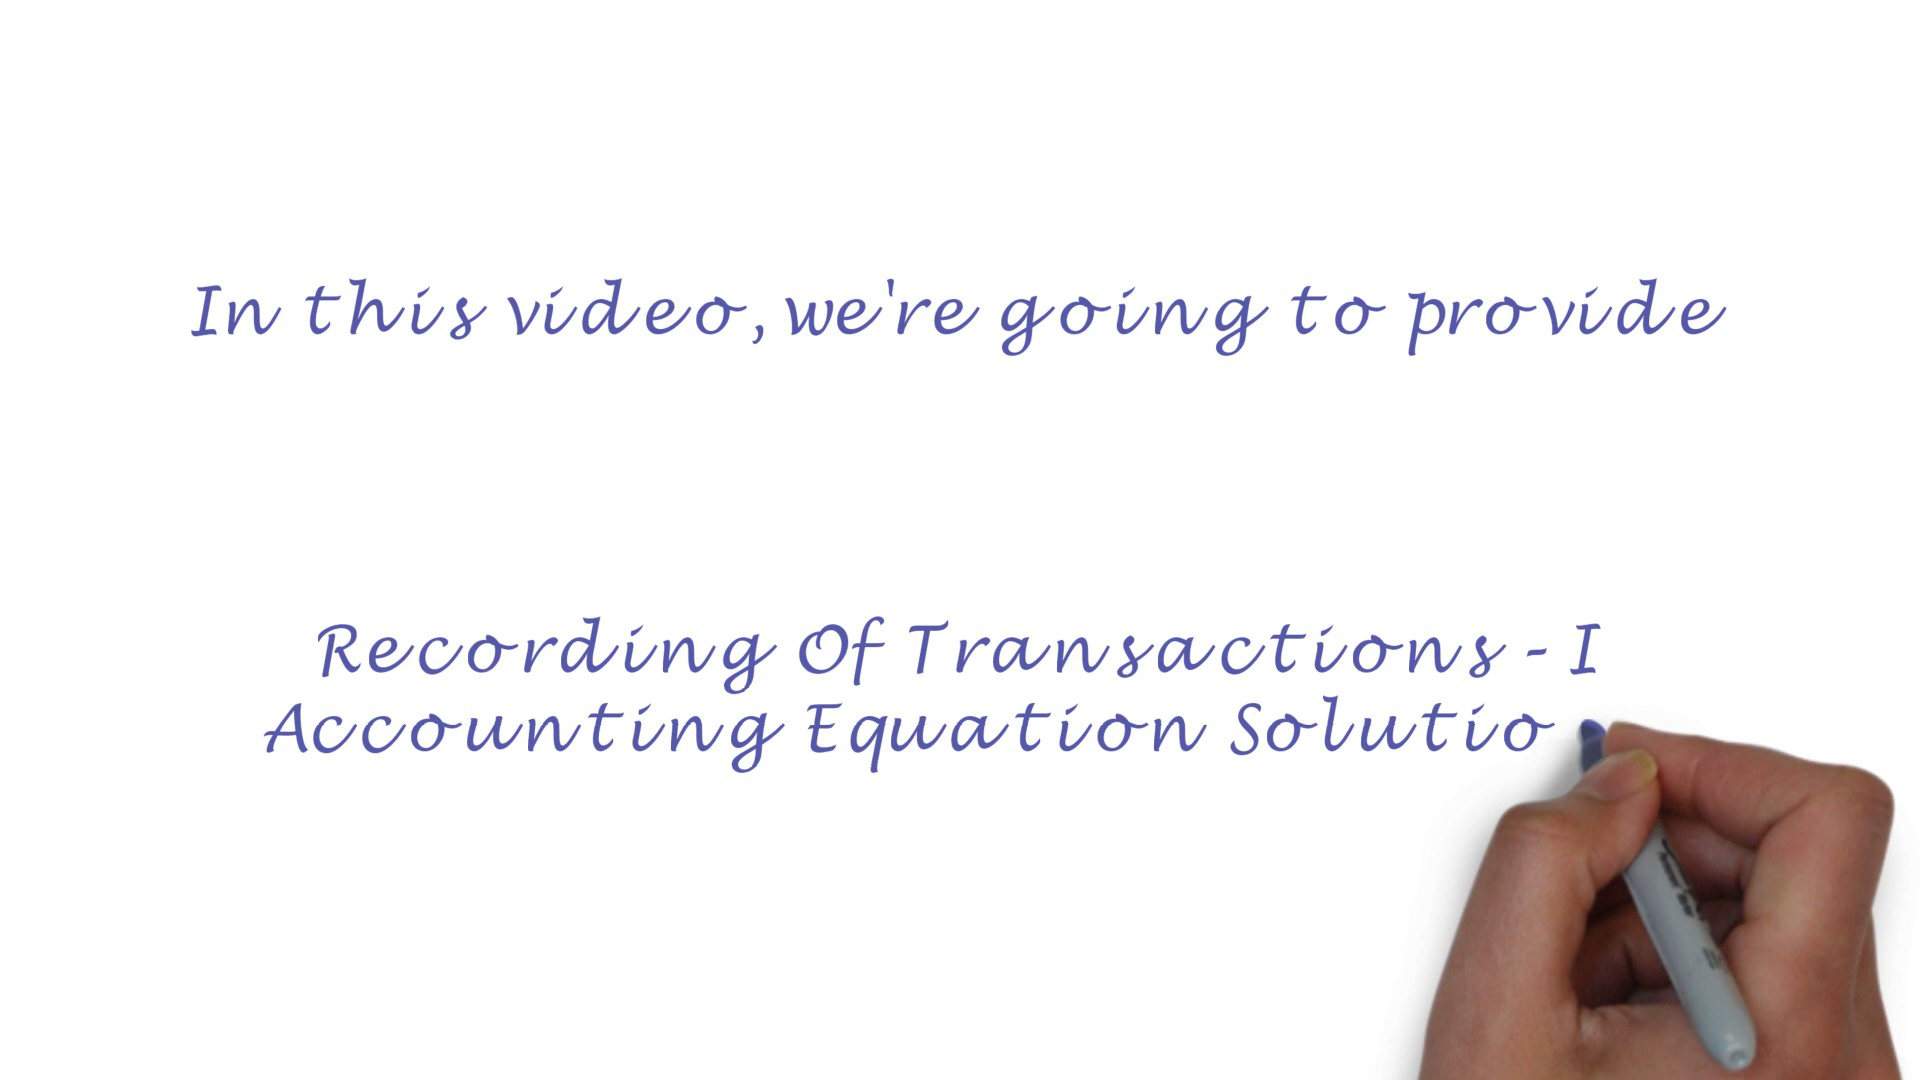 In this video, we're going to provide
Recording Of Transactions - I
Accounting Equation Solutio